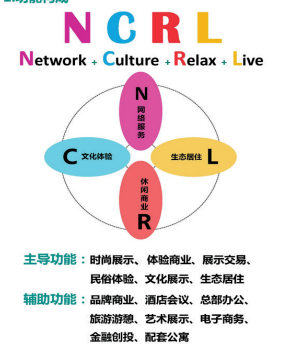 N C R L
Network + Culture + Relax + Live
N
网络服务
C 文化体验
生态居住 L
休闲商业
R
主导功能：时尚展示、体验商业、展示交易、
民俗体验、文化展示、生态居住
辅助功能：品牌商业、酒店会议、总部办公、
旅游游憩、艺术展示、电子商务、
金融创投、配套公寓